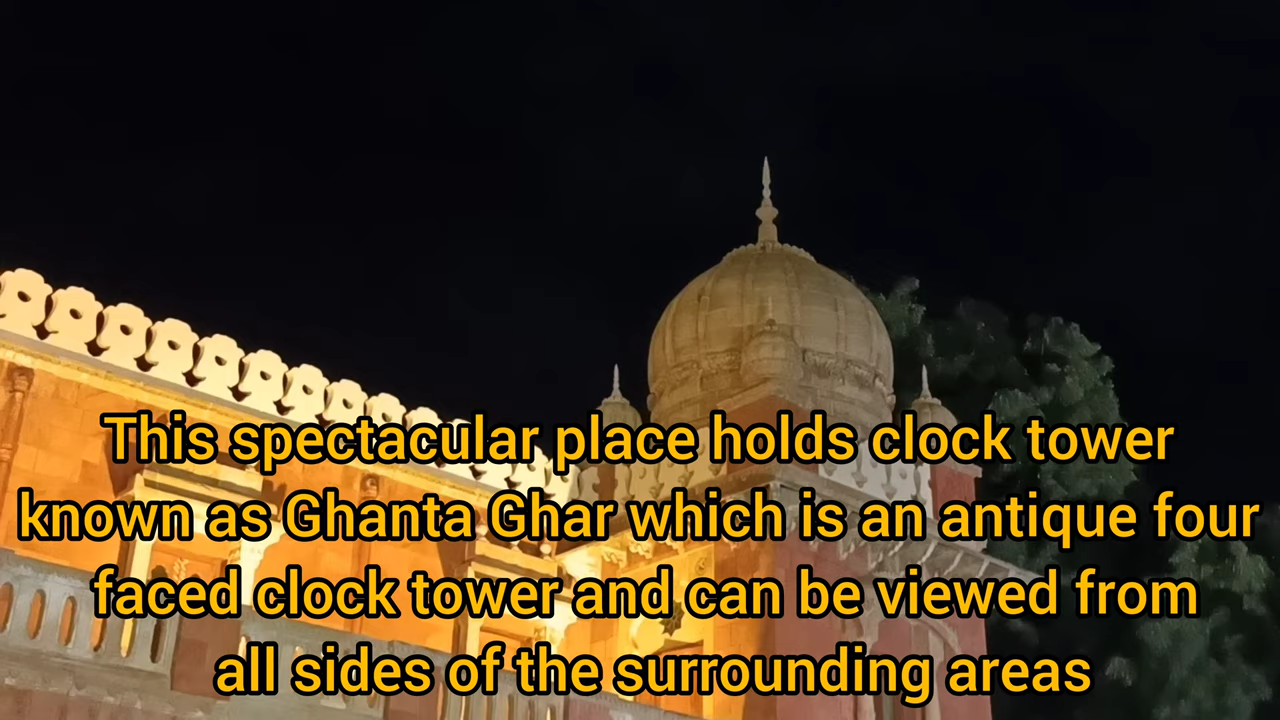 This spectacular place holds clock tower
known as Ghanta Ghar which is an antique four
faced clock tower and can be viewed from
all sides of the surrounding areas